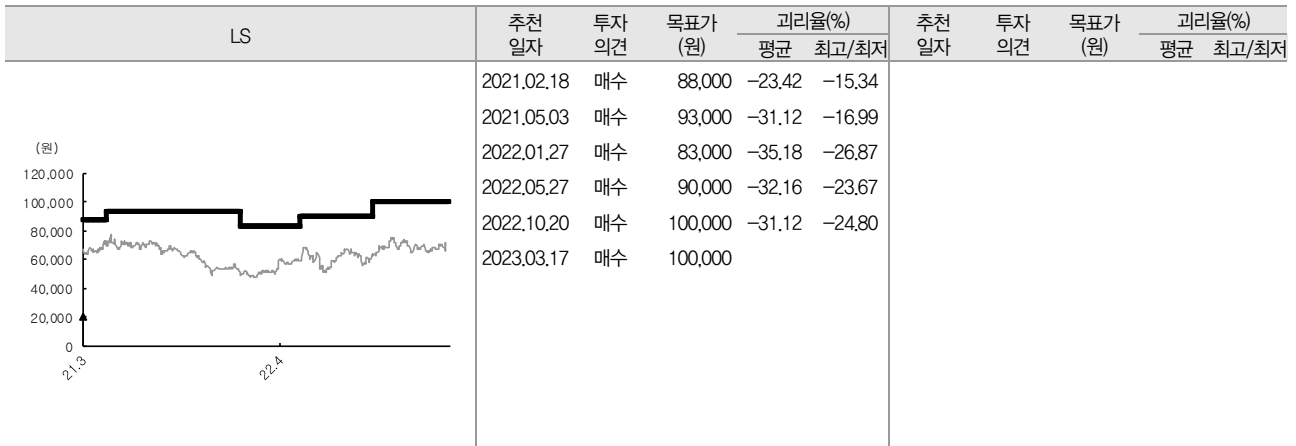 LS 추천 일자 투자 의견 목표가 (원) 괴리율(%) 평균 최고/최저 추천 일자 투자 의견 목표가 (원) 괴리율(%) 평균 최고/최저
2021.02.18 매수 88,000 -23.42 -15.34
2021.05.03 매수 93,000 -31.12 -16.99
2022.01.27 매수 83,000 -35.18 -26.87
2022.05.27 매수 90,000 -32.16 -23.67
2022.10.20 매수 100,000 -31.12 -24.80
2023.03.17 매수 100,000
(원)
120,000
100,000
80,000
60,000
40,000
20,000
0
21.3 22.4